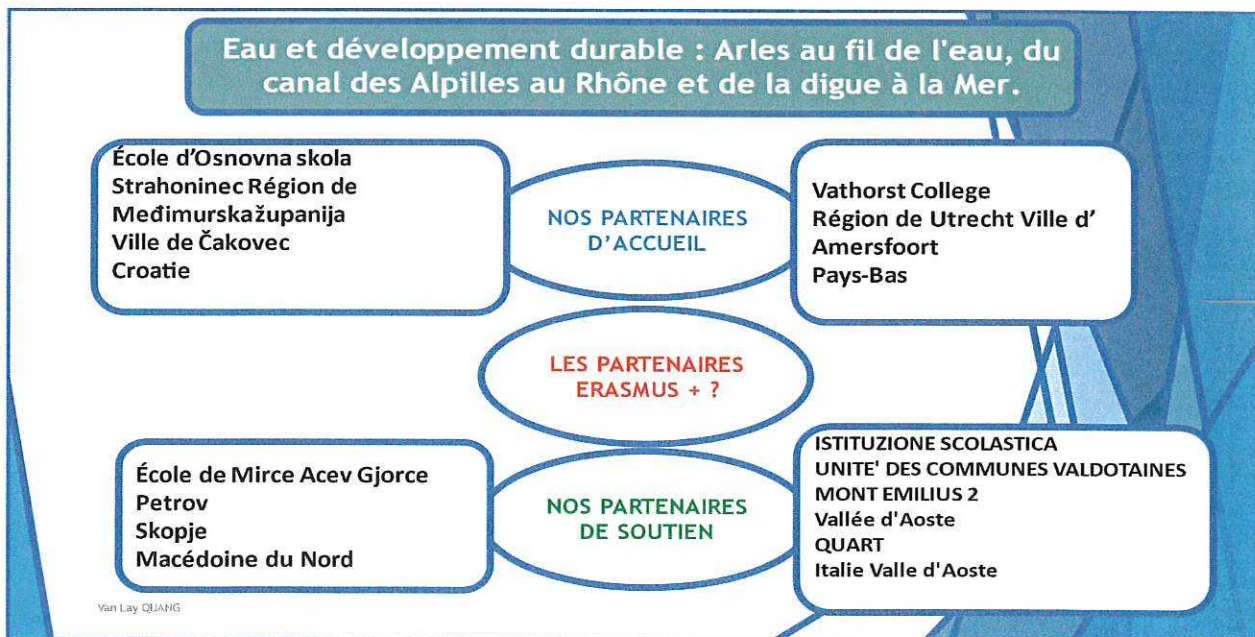 Eau et développement durable : Arles au fil de l'eau, du
canal des Alpilles au Rhône et de la digue à la Mer.
École d'Osnovna skola
Strahoninec Région de
Međimurskažupanija
Ville de Čakovec
Croatie
NOS PARTENAIRES
D'ACCUEIL
Vathorst College
Région de Utrecht Ville d'
Amersfoort
Pays-Bas
LES PARTENAIRES
ERASMUS + ?
École de Mirce Acev Gjorce
Petrov
Skopje
Macédoine du Nord
NOS PARTENAIRES
DE SOUTIEN
ISTITUZIONE SCOLASTICA
UNITE' DES COMMUNES VALDOTAINES
MONT EMILIUS 2
Vallée d'Aoste
QUART
Italie Valle d'Aoste
Van Lay QUANG